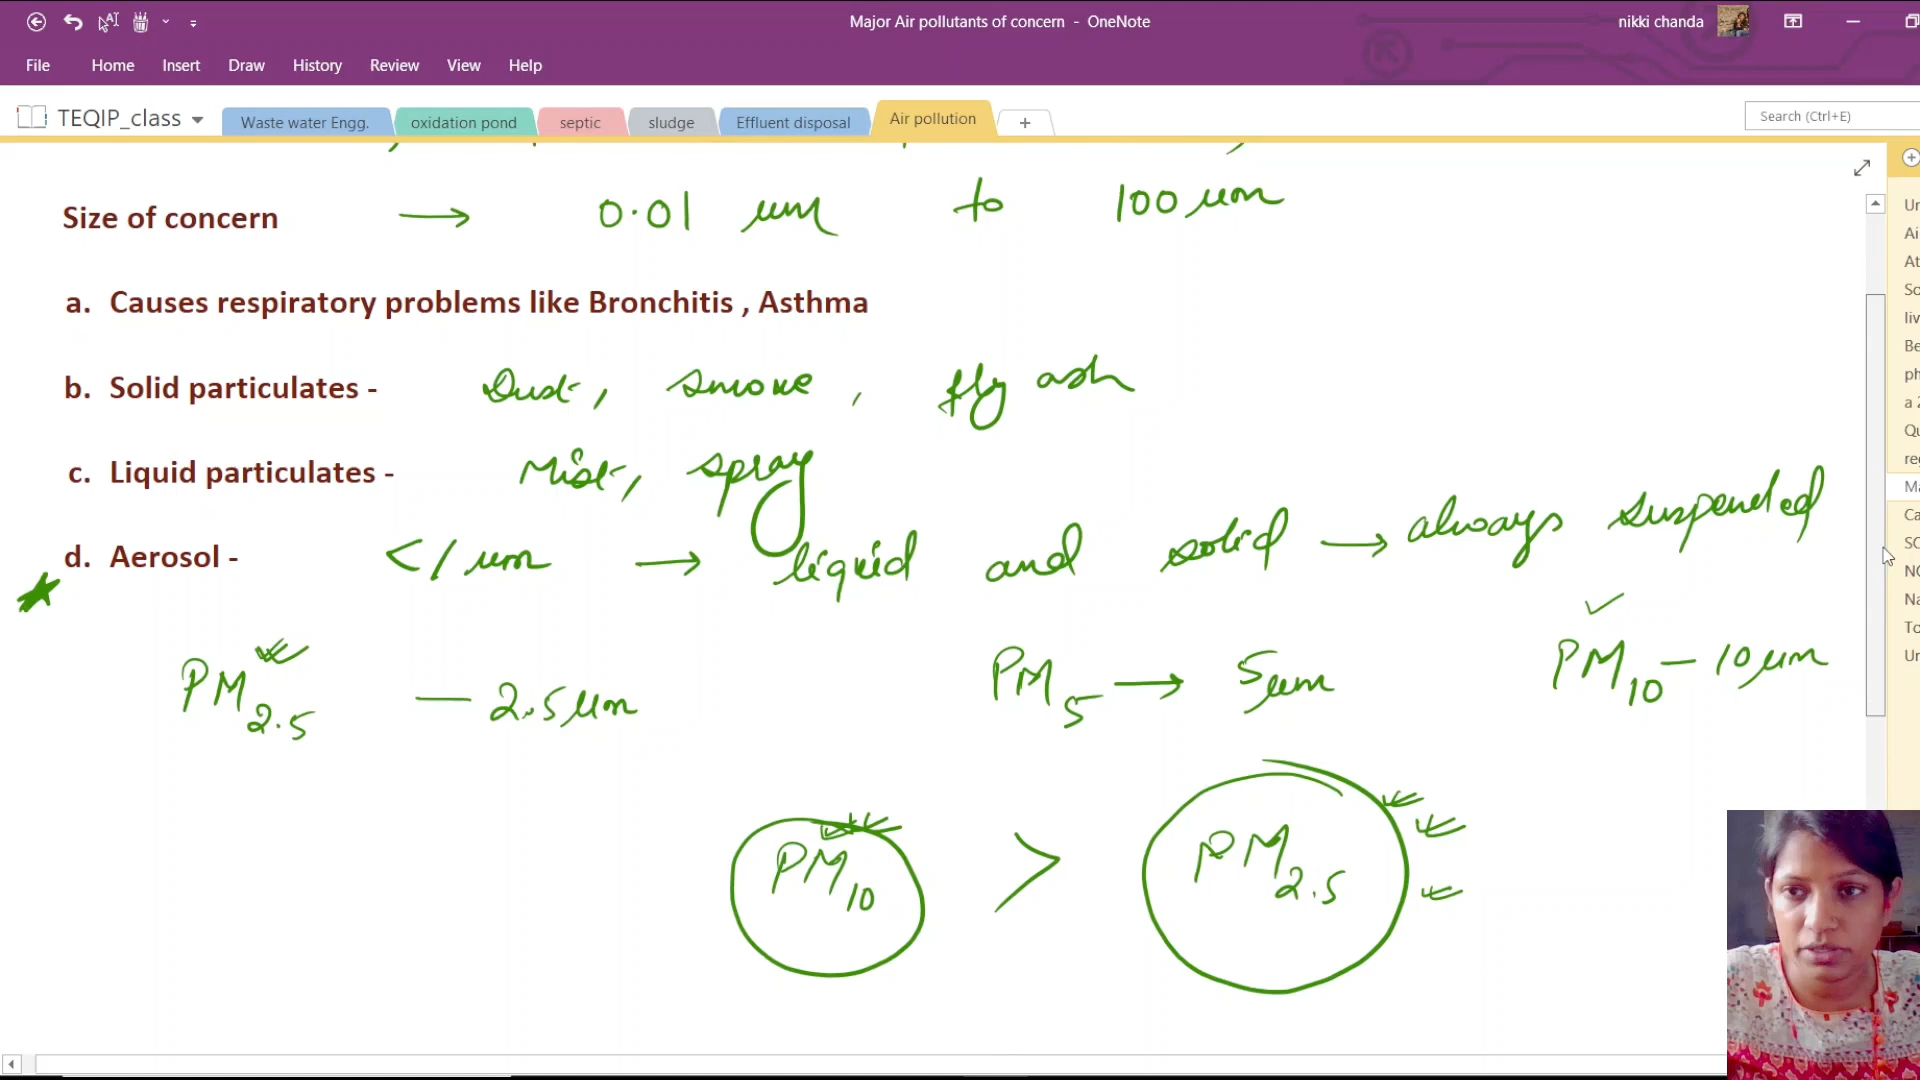 Major Air pollutants of concern - OneNote
nikki chanda
File Home Insert Draw History Review View Help
TEQIP_class
Waste water Engg. oxidation pond septic sludge Effluent disposal Air pollution +
Search (Ctrl+E)
Size of concern → 0.01 µm to 100 µm
a. Causes respiratory problems like Bronchitis , Asthma
b. Solid particulates - Dust, smoke, fly ash
c. Liquid particulates - Mist, spray
d. Aerosol - <1 µm → liquid and solid → always suspended
PM2.5 — 2.5 µm PM5 → 5 µm PM10 — 10 µm
PM10 > PM2.5